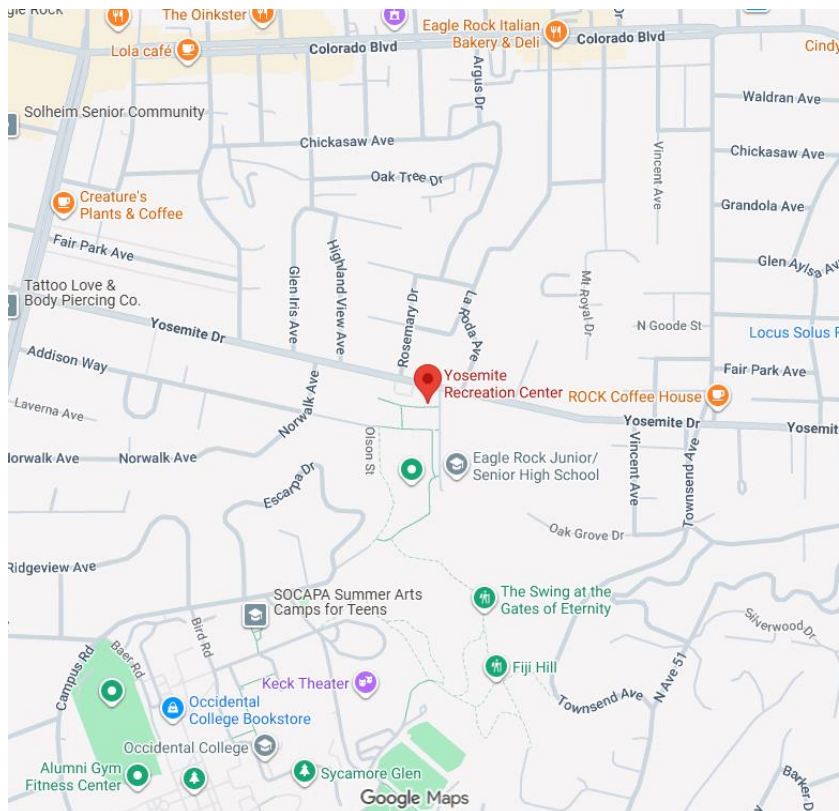 gle Rock
The Oinkster
Lola café
Colorado Blvd
Eagle Rock Italian
Bakery & Deli
Colorado Blvd
Cindy
Dr
Argus Dr
Waldran Ave
Solheim Senior Community
Chickasaw Ave
Vincent Ave
Chickasaw Ave
Oak Tree Dr
Creature's
Plants & Coffee
Grandola Ave
Fair Park Ave
Highland View Ave
Glen Iris Ave
Glen Aylsa Av
Mt Royal Dr
Tattoo Love &
Body Piercing Co.
Rosemary Dr
La Roda Ave
Yosemite Dr
N Goode St
Locus Solus R
Addison Way
Yosemite
Recreation Center
Fair Park Ave
ROCK Coffee House
Laverna Ave
Norwalk Ave
Yosemite Dr
Yosemit
Olson St
Norwalk Ave
Norwalk Ave
Eagle Rock Junior/
Senior High School
Vincent Ave
Townsend Ave
Escarpa Dr
Oak Grove Dr
Ridgeview Ave
SOCAPA Summer Arts
Camps for Teens
The Swing at the
Gates of Eternity
Silverwood Dr
Bird Rd
Baer Rd
Campus Rd
Keck Theater
Fiji Hill
N Ave 51
Townsend Ave
Occidental
College Bookstore
Occidental College
Alumni Gym
Fitness Center
Sycamore Glen
Barker D
Google Maps